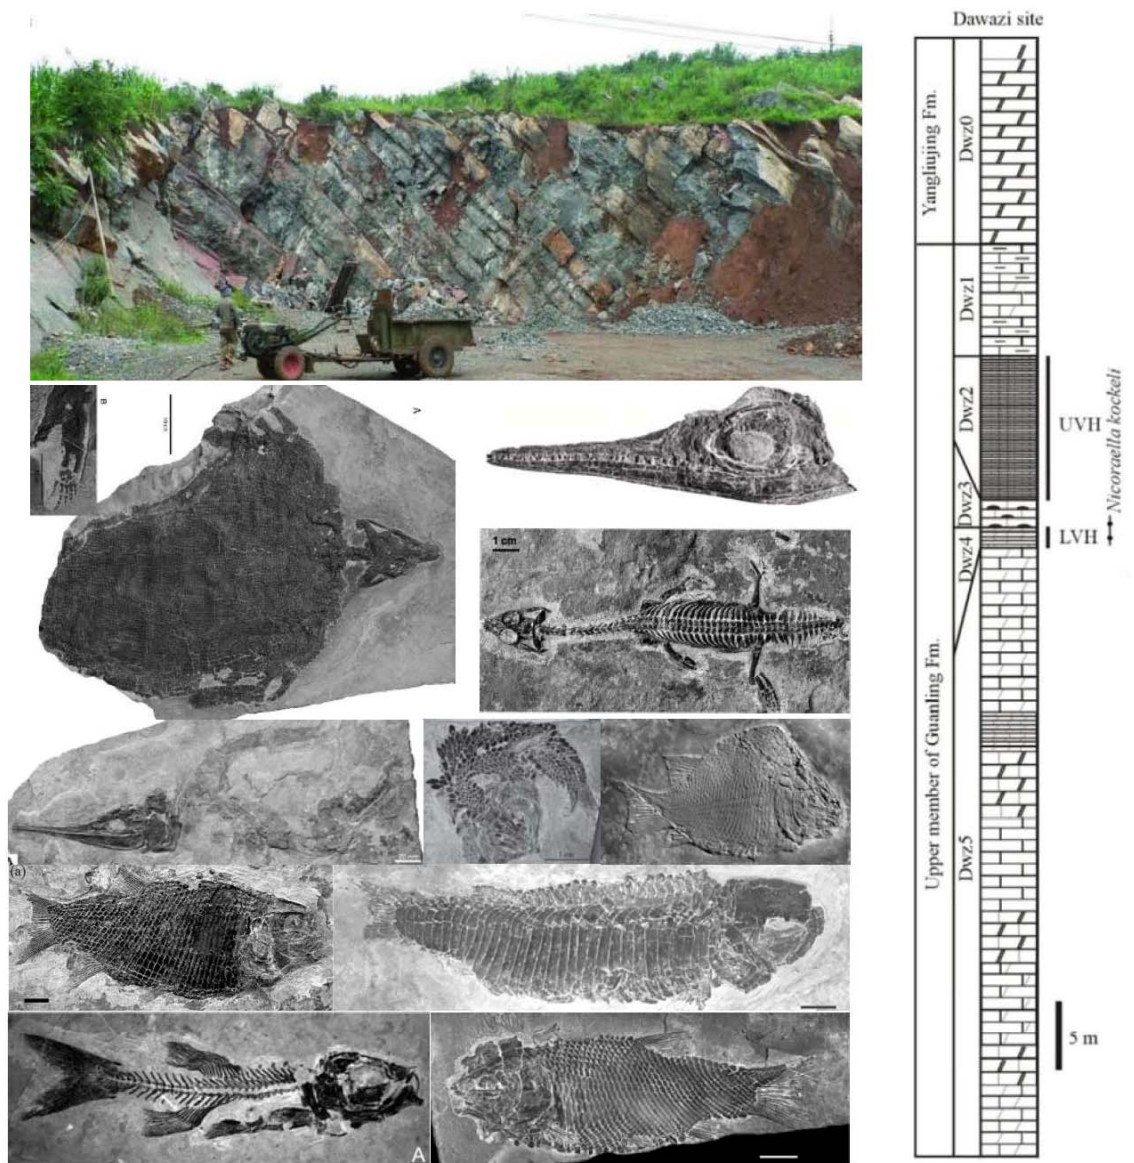 Dawazi site
Yangliujing Fm.
Dwz0
Upper member of Guanling Fm.
Dwz1
Dwz2
Dwz3
Dwz4
Dwz5
UVH
LVH
Nicoraella kockeli
5 m
B
A
1 cm
(a)
A